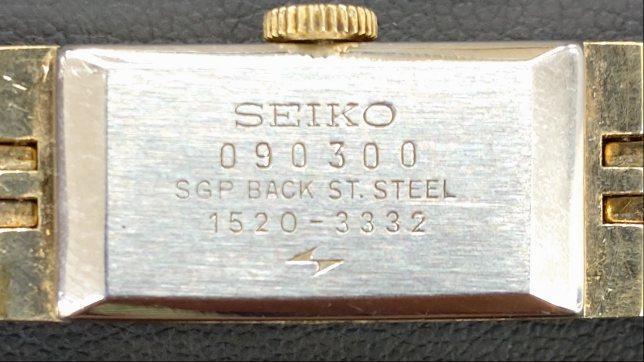 SEIKO
090300
SGP BACK ST. STEEL
1520-3332